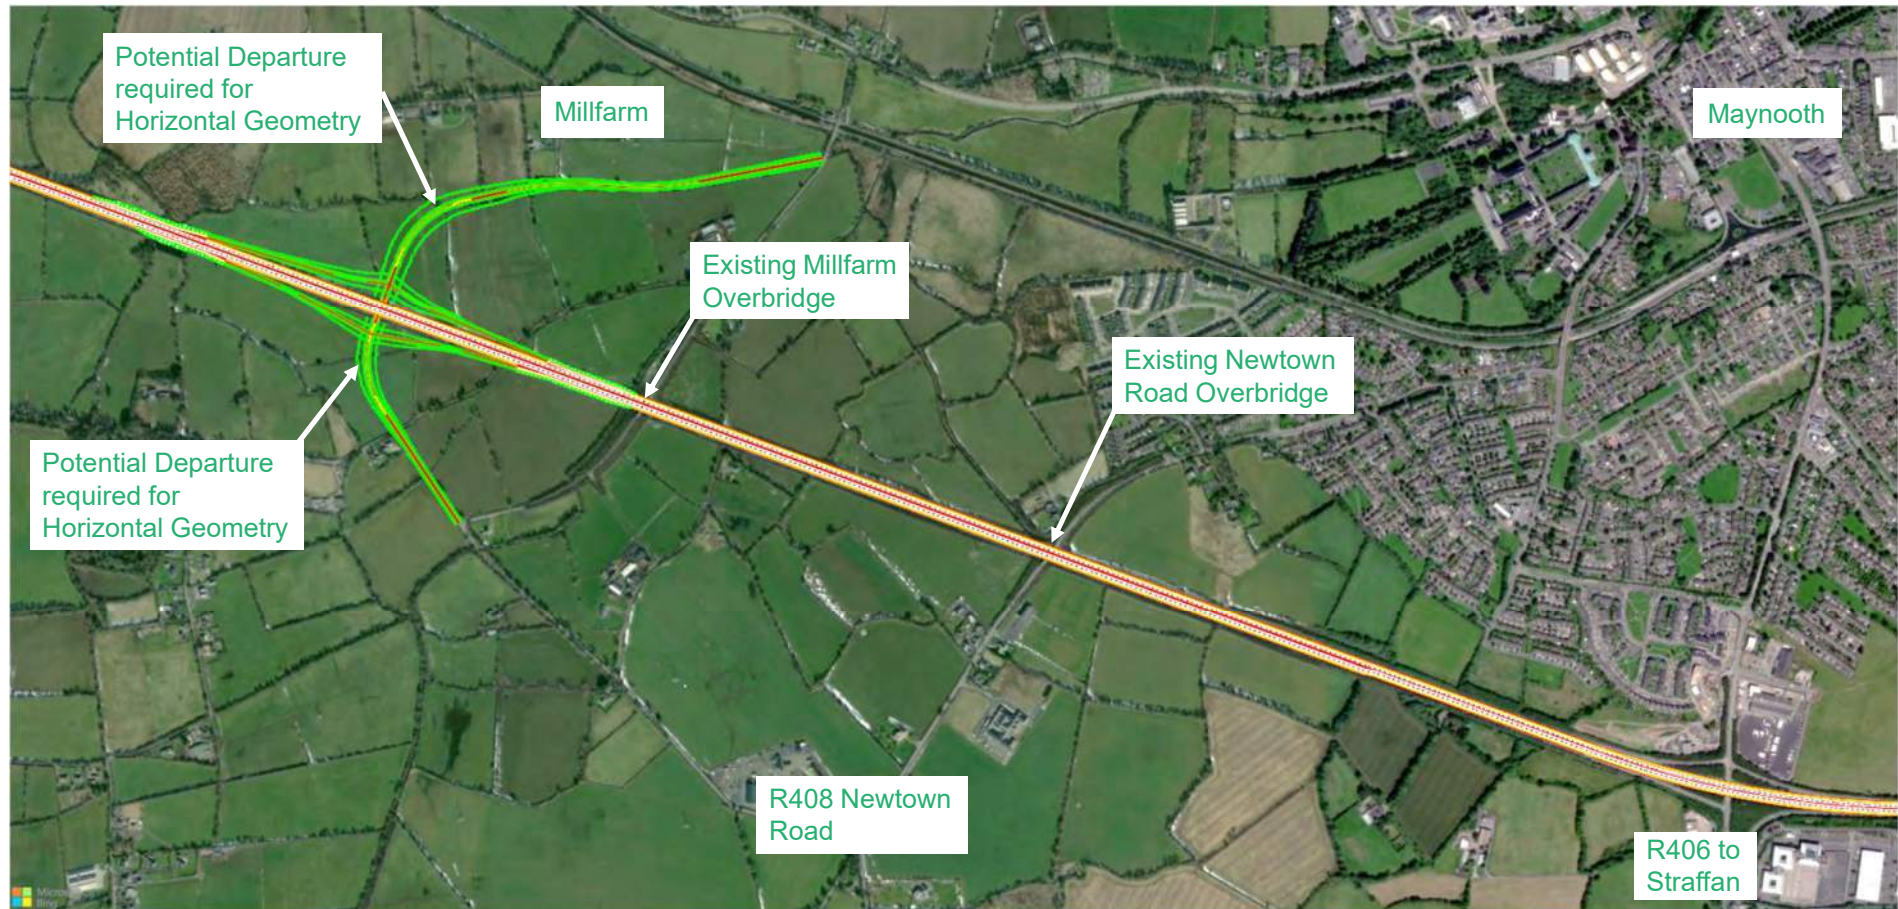 Potential Departure
required for
Horizontal Geometry
Millfarm
Maynooth
Existing Millfarm
Overbridge
Existing Newtown
Road Overbridge
Potential Departure
required for
Horizontal Geometry
R408 Newtown
Road
R406 to
Straffan
Bing